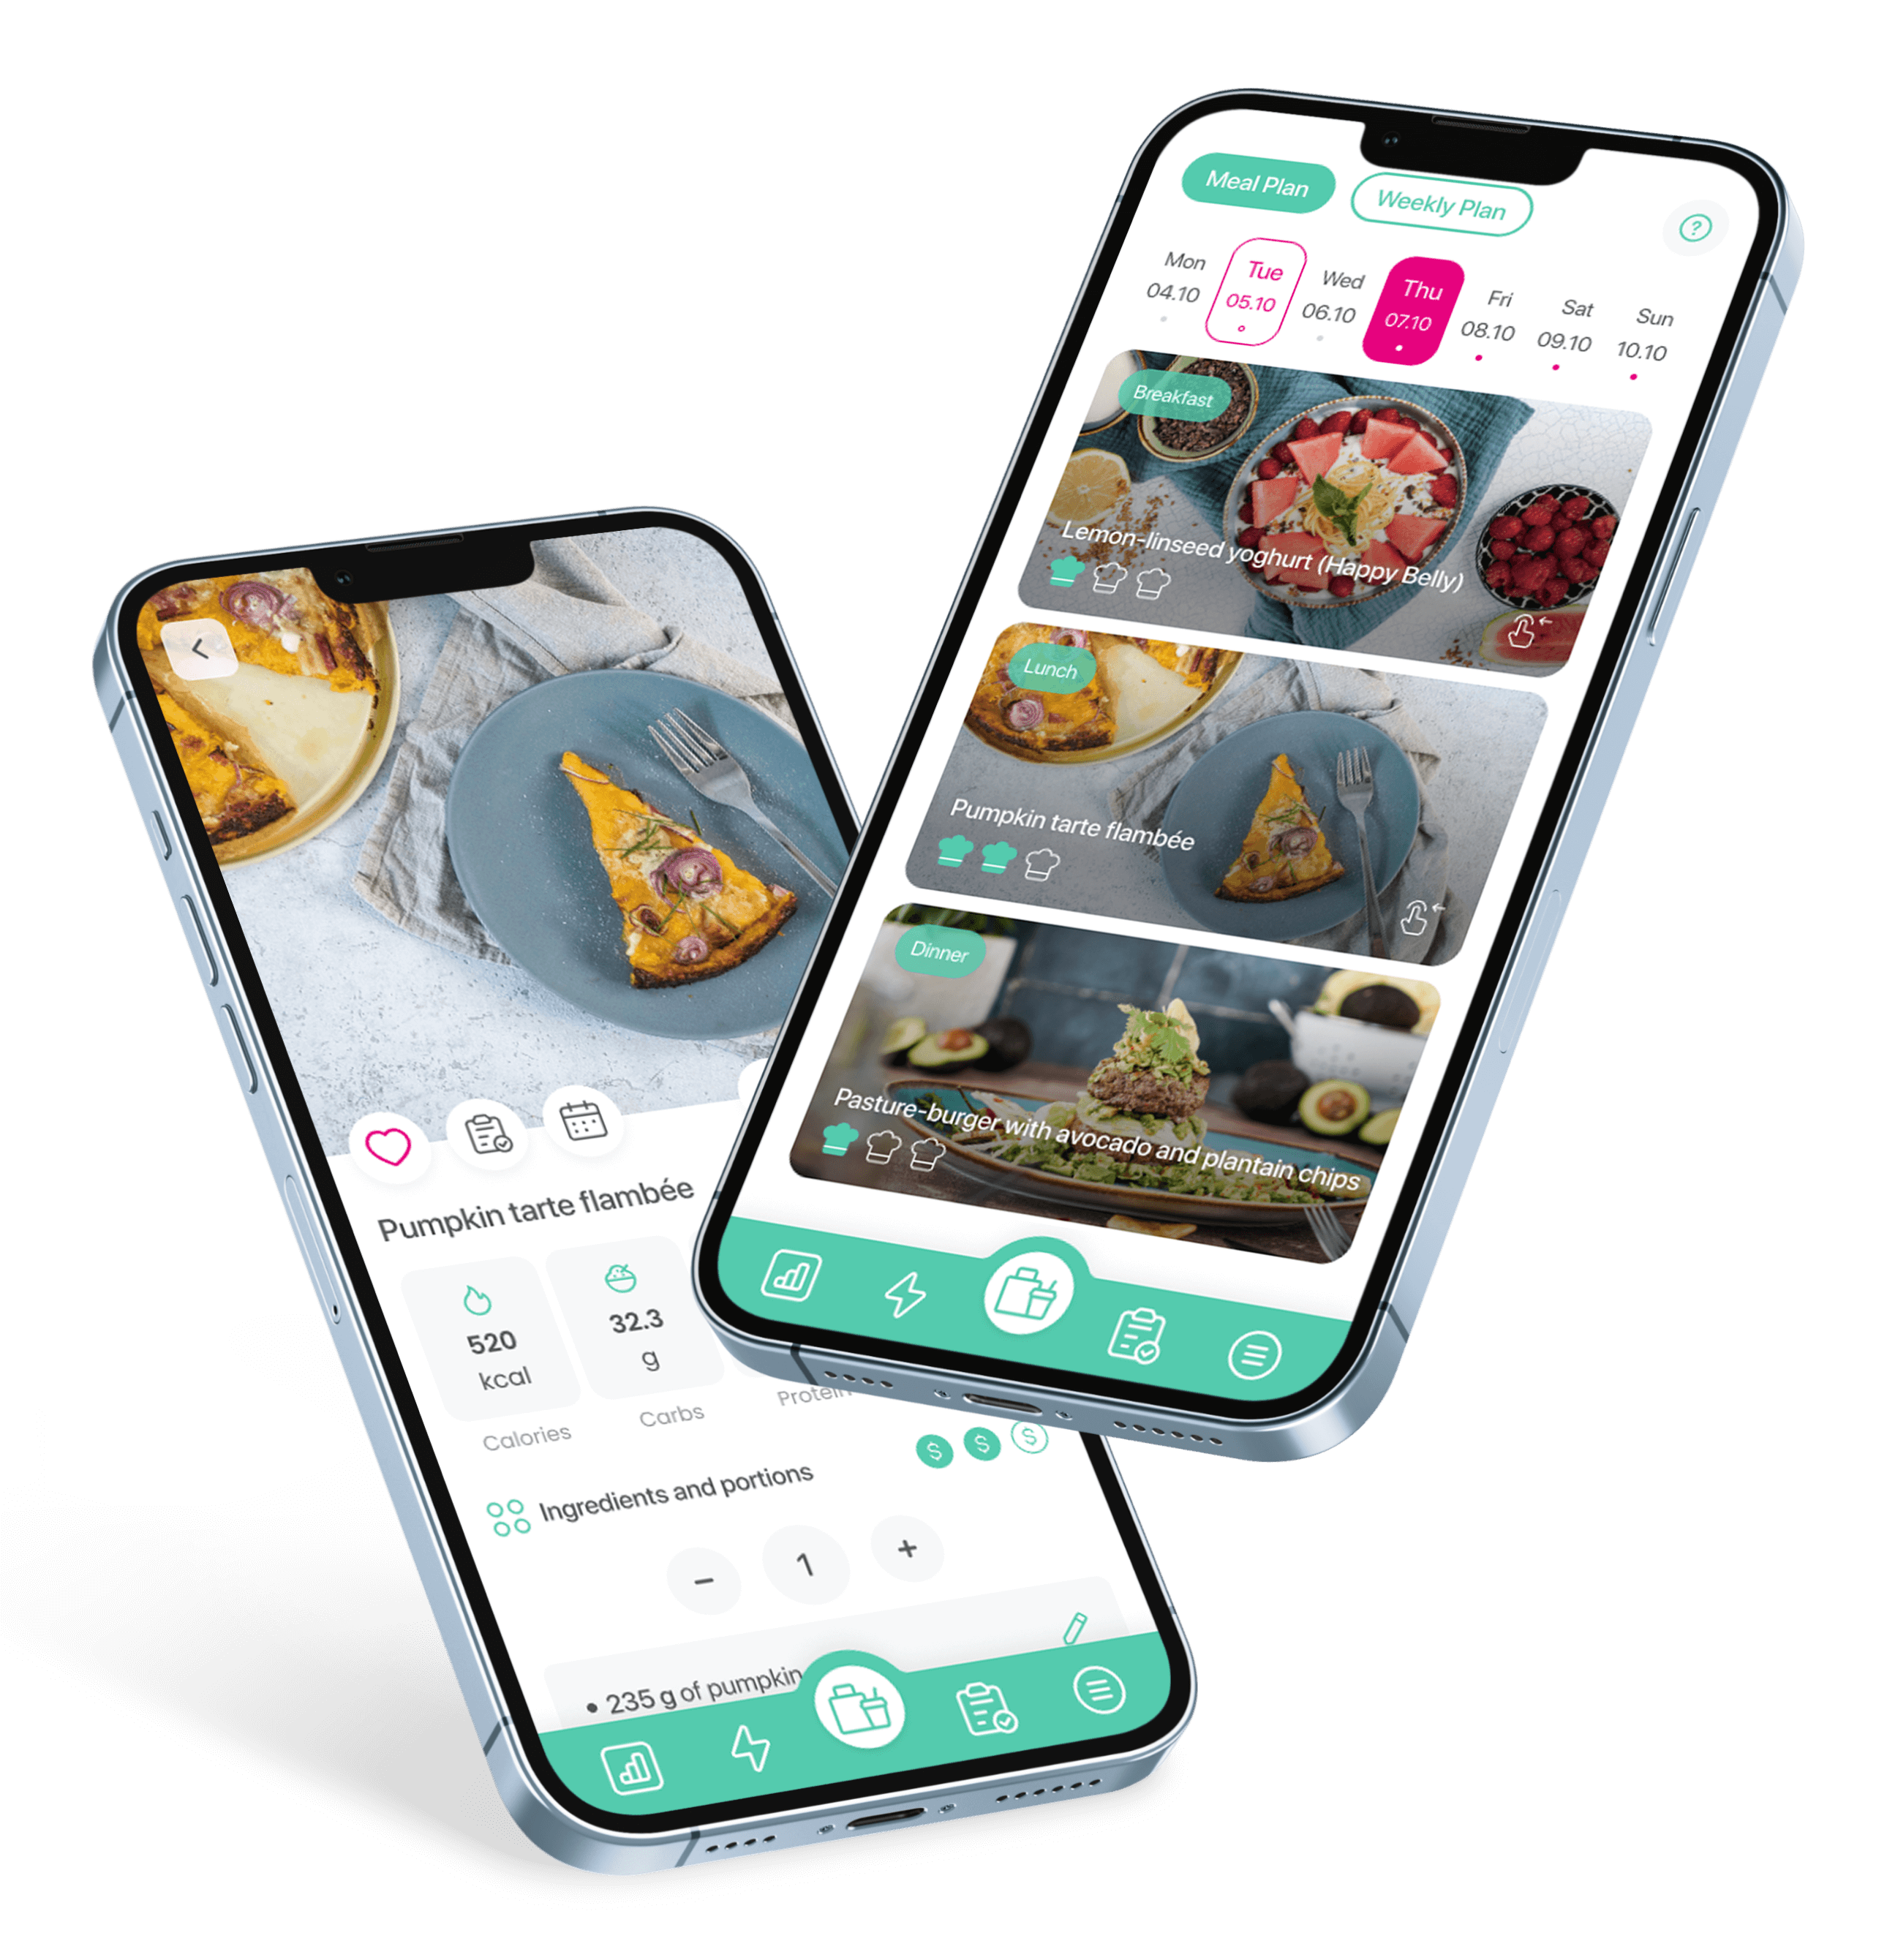 Meal Plan
Weekly Plan
?
Mon Tue Wed Thu Fri Sat Sun
04.10 05.10 06.10 07.10 08.10 09.10 10.10
Breakfast
Lemon-linseed yoghurt (Happy Belly)
Lunch
Pumpkin tarte flambée
Dinner
Pasture-burger with avocado and plantain chips
Pumpkin tarte flambée
520
kcal
Calories
32.3
g
Carbs
Protein
$ $ $
Ingredients and portions
− 1 +
• 235 g of pumpkin